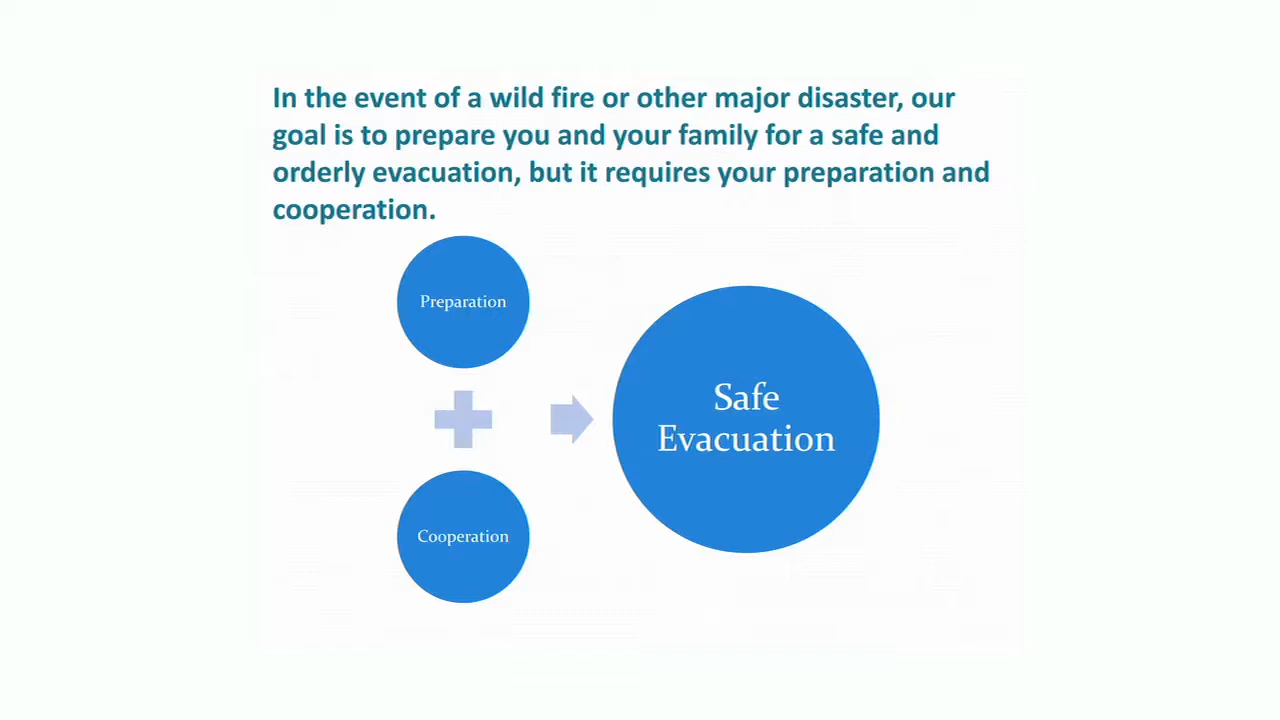 In the event of a wild fire or other major disaster, our
goal is to prepare you and your family for a safe and
orderly evacuation, but it requires your preparation and
cooperation.
Preparation
Cooperation
Safe
Evacuation